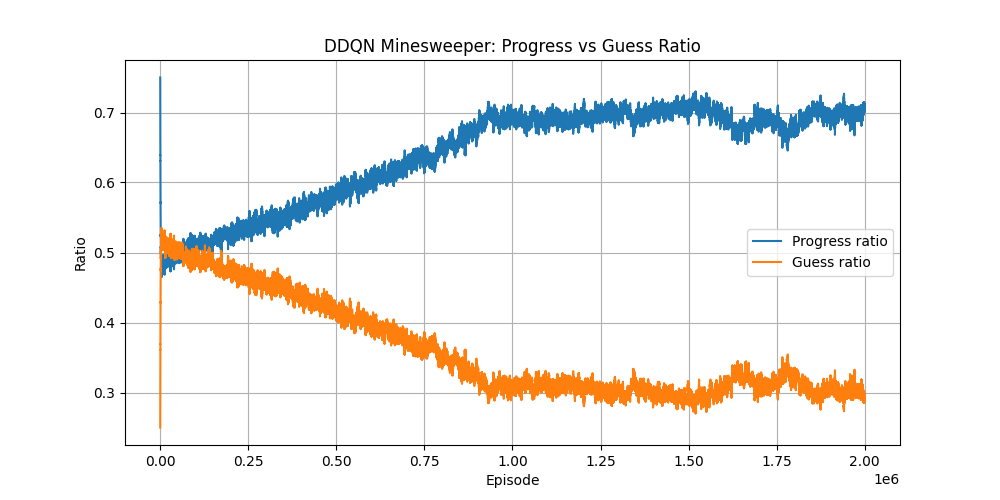 DDQN Minesweeper: Progress vs Guess Ratio
Ratio
0.7
0.6
0.5
0.4
0.3
Progress ratio
Guess ratio
0.00 0.25 0.50 0.75 1.00 1.25 1.50 1.75 2.00
1e6
Episode